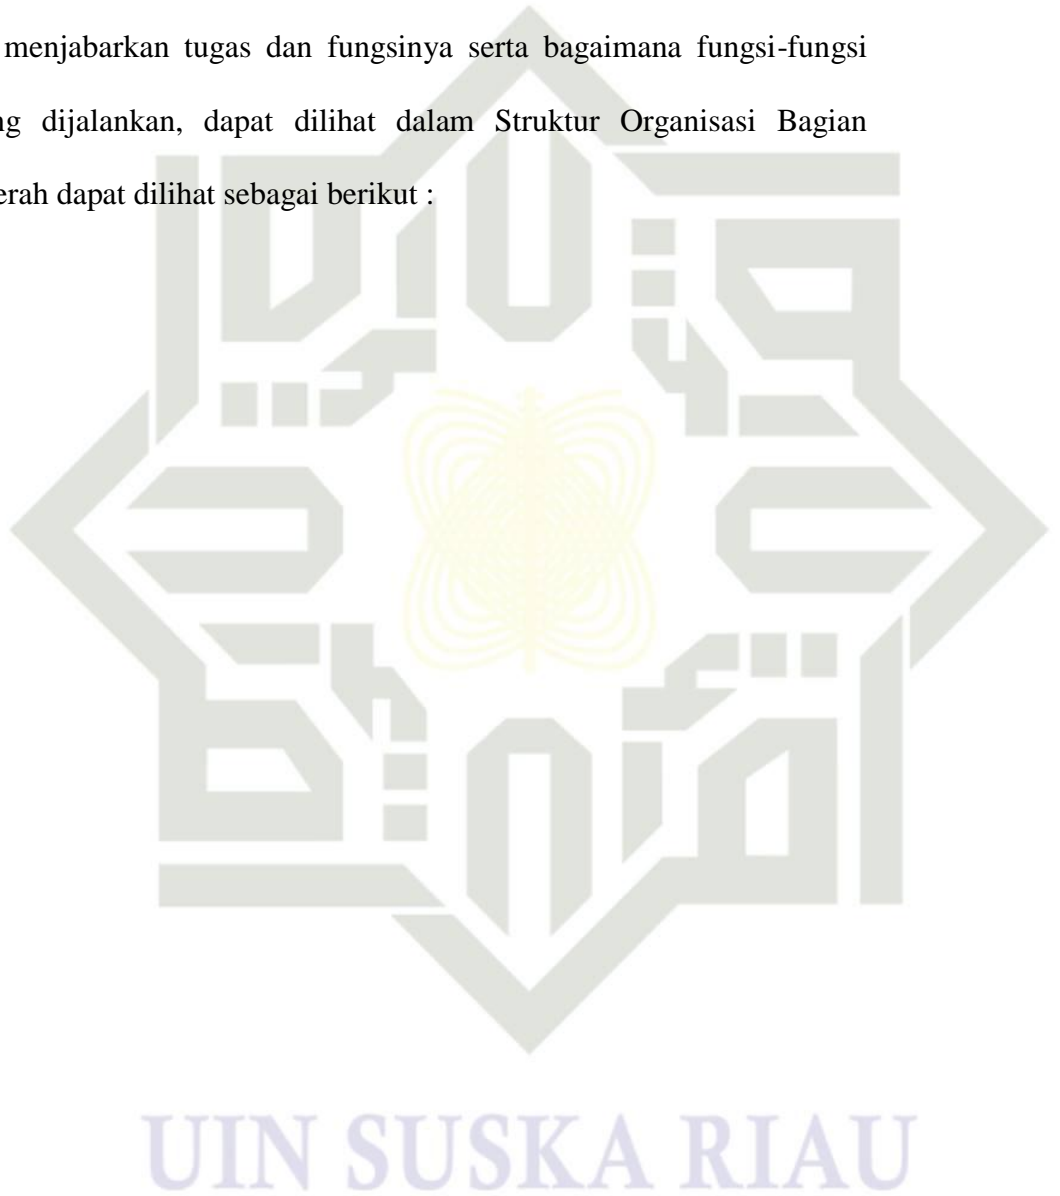 menjabarkan tugas dan fungsinya serta bagaimana fungsi-fungsi
ng dijalankan, dapat dilihat dalam Struktur Organisasi Bagian
erah dapat dilihat sebagai berikut :
UIN SUSKA RIAU